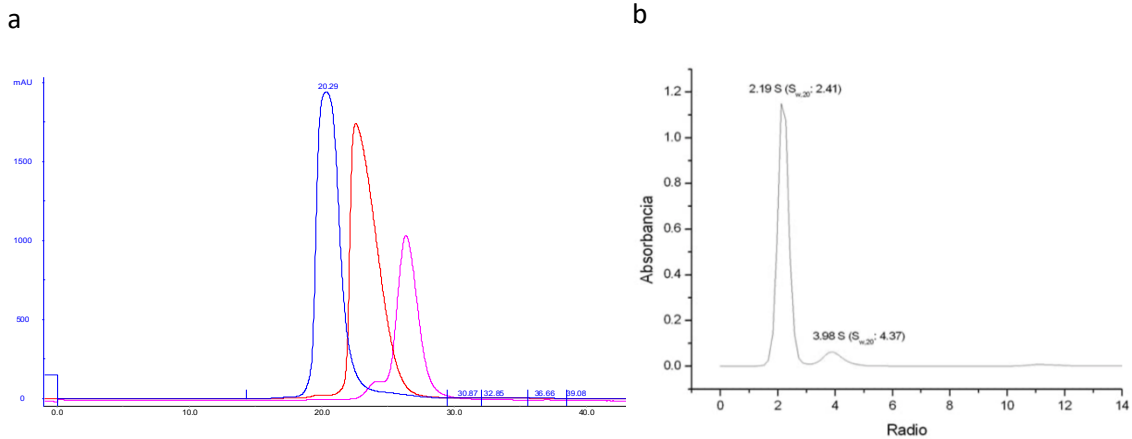 a
mAU
1500
1000
500
0
20.29
30.87 32.85 36.66 39.08
0.0 20.0 30.0 40.0
b
1.2
1.0
0.8
0.6
0.4
0.2
0.0
2.19 S (Sw,20: 2.41)
3.98 S (Sw,20: 4.37)
Absorbancia
0 2 4 6 8 10 12 14
Radio